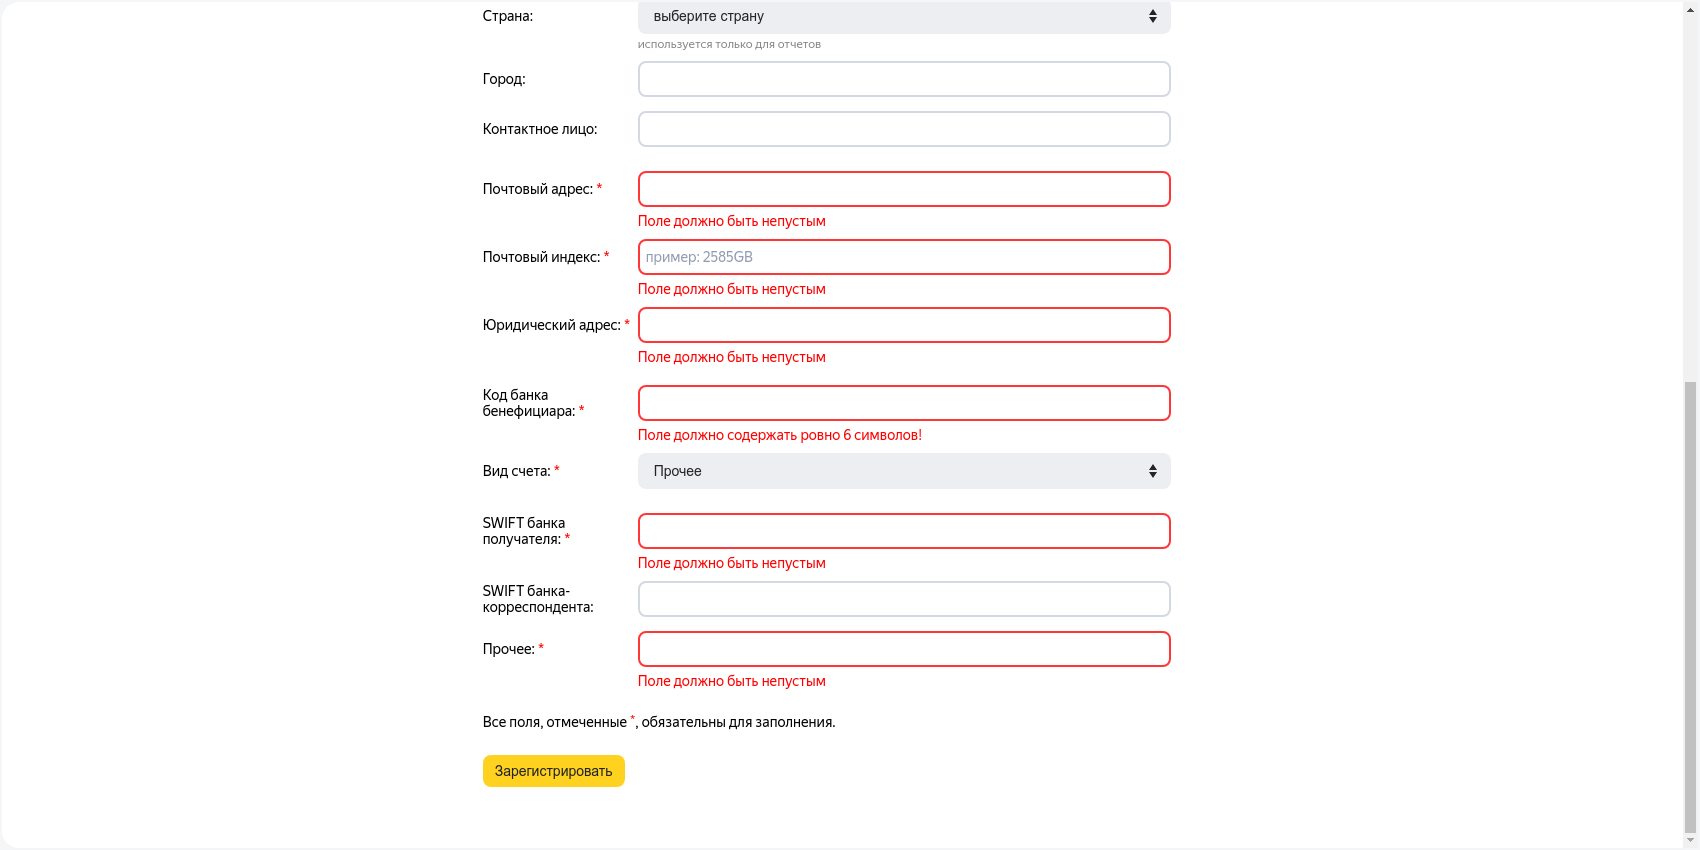 Страна:
выберите страну
используется только для отчетов
Город:
Контактное лицо:
Почтовый адрес: *
Поле должно быть непустым
Почтовый индекс: *
пример: 2585GB
Поле должно быть непустым
Юридический адрес: *
Поле должно быть непустым
Код банка
бенефициара: *
Поле должно содержать ровно 6 символов!
Вид счета: *
Прочее
SWIFT банка
получателя: *
Поле должно быть непустым
SWIFT банка-
корреспондента:
Прочее: *
Поле должно быть непустым
Все поля, отмеченные *, обязательны для заполнения.
Зарегистрировать